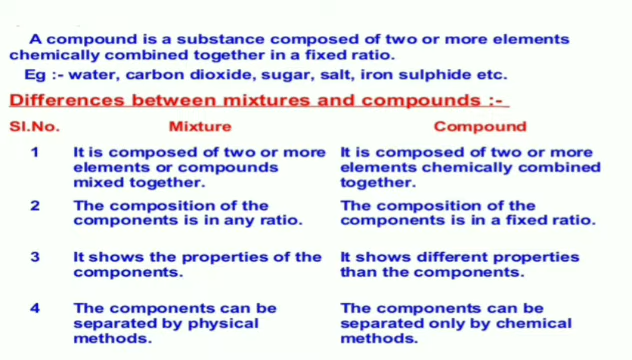 A compound is a substance composed of two or more elements
chemically combined together in a fixed ratio.
Eg :- water, carbon dioxide, sugar, salt, iron sulphide etc.
Differences between mixtures and compounds :-
Sl.No. Mixture Compound
1 It is composed of two or more It is composed of two or more
elements or compounds elements chemically combined
mixed together. together.
2 The composition of the The composition of the
components is in any ratio. components is in a fixed ratio.
3 It shows the properties of the It shows different properties
components. than the components.
4 The components can be The components can be
separated by physical separated only by chemical
methods. methods.